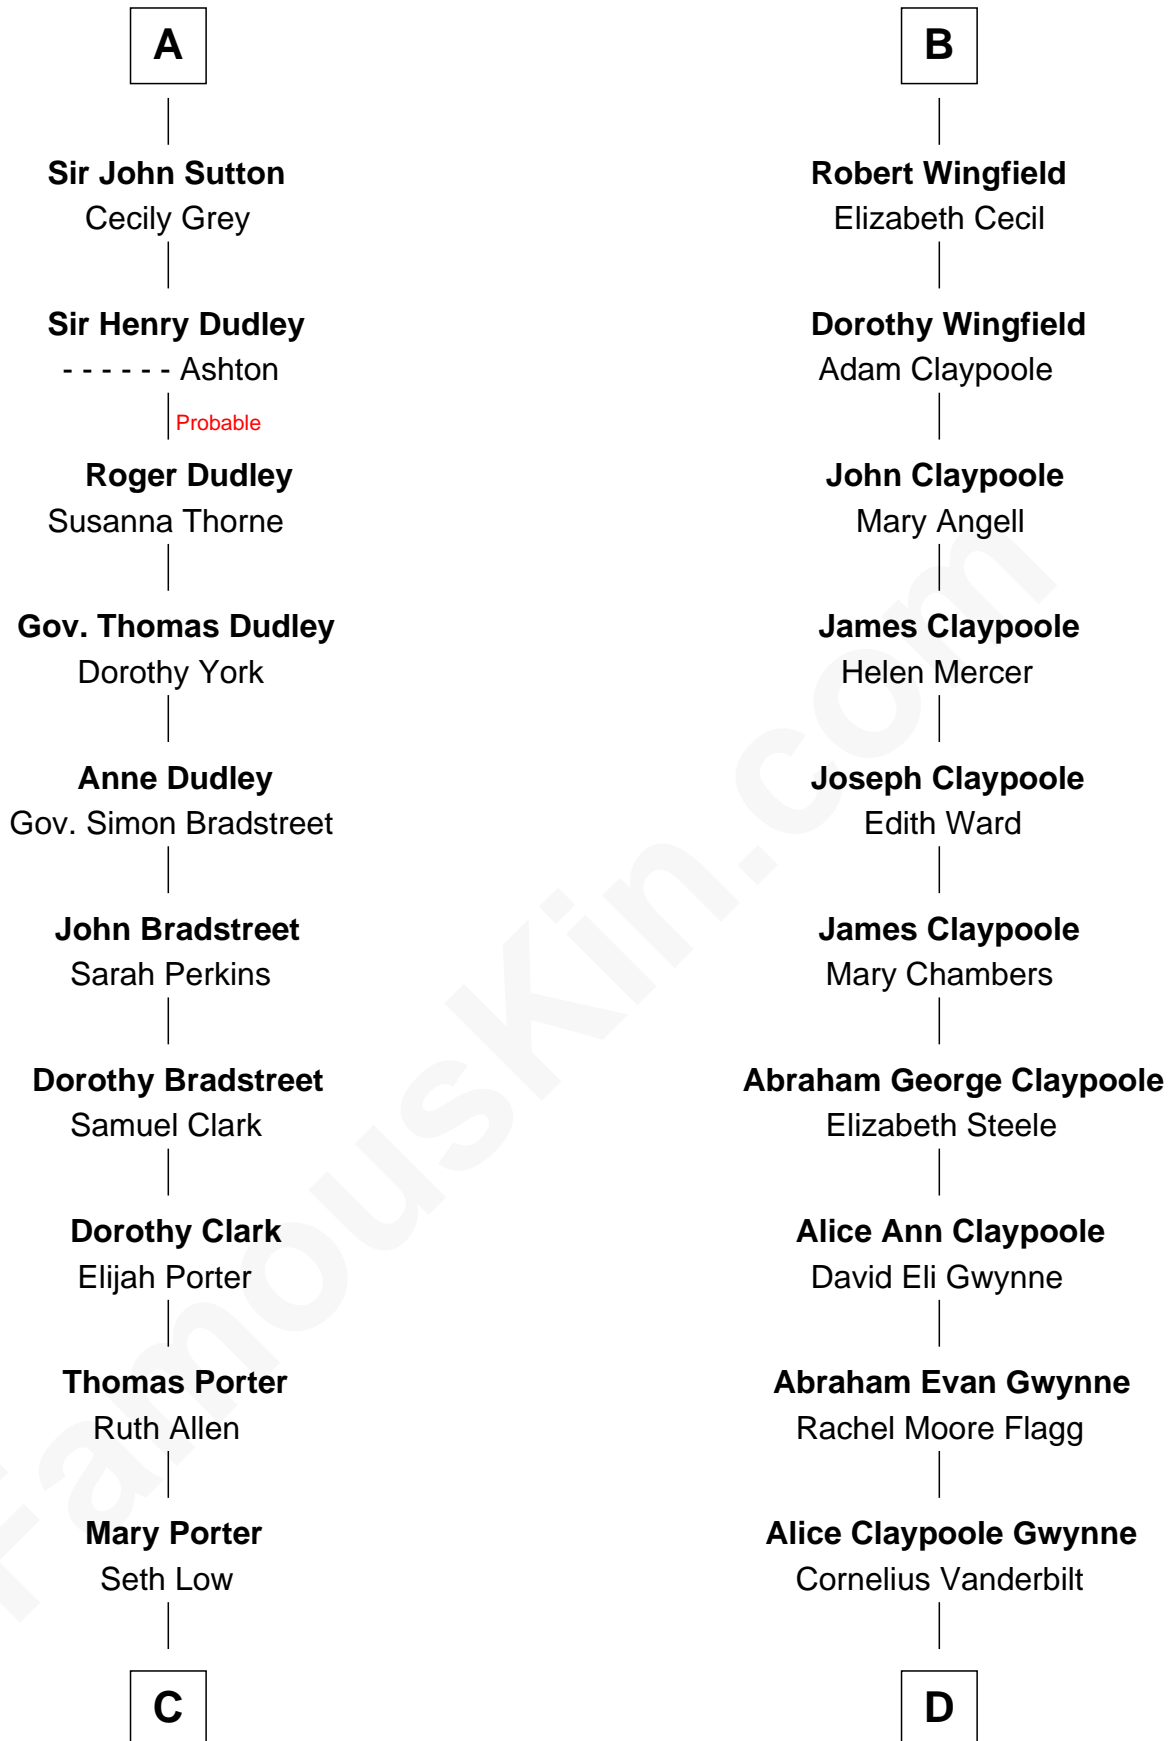 A
Sir John Sutton
Cecily Grey
Sir Henry Dudley
- - - - - - Ashton
Probable
Roger Dudley
Susanna Thorne
Gov. Thomas Dudley
Dorothy York
Anne Dudley
Gov. Simon Bradstreet
John Bradstreet
Sarah Perkins
Dorothy Bradstreet
Samuel Clark
Dorothy Clark
Elijah Porter
Thomas Porter
Ruth Allen
Mary Porter
Seth Low
C
B
Robert Wingfield
Elizabeth Cecil
Dorothy Wingfield
Adam Claypoole
John Claypoole
Mary Angell
James Claypoole
Helen Mercer
Joseph Claypoole
Edith Ward
James Claypoole
Mary Chambers
Abraham George Claypoole
Elizabeth Steele
Alice Ann Claypoole
David Eli Gwynne
Abraham Evan Gwynne
Rachel Moore Flagg
Alice Claypoole Gwynne
Cornelius Vanderbilt
D
FamousKin.com